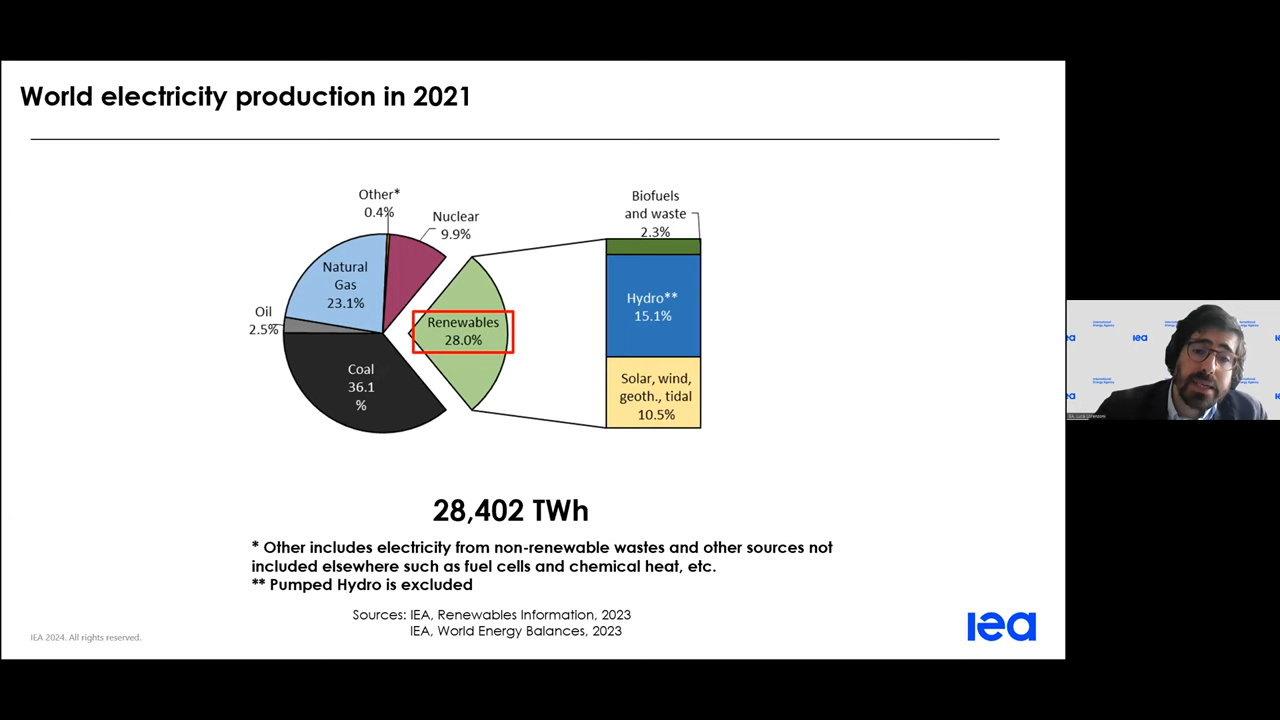 World electricity production in 2021
Other*
0.4%
Nuclear
9.9%
Natural
Gas
23.1%
Oil
2.5%
Coal
36.1
%
Renewables
28.0%
Biofuels
and waste
2.3%
Hydro**
15.1%
Solar, wind,
geoth., tidal
10.5%
28,402 TWh
* Other includes electricity from non-renewable wastes and other sources not
included elsewhere such as fuel cells and chemical heat, etc.
** Pumped Hydro is excluded
Sources: IEA, Renewables Information, 2023
IEA, World Energy Balances, 2023
IEA 2024. All rights reserved.
iea
International
Energy Agency
iea